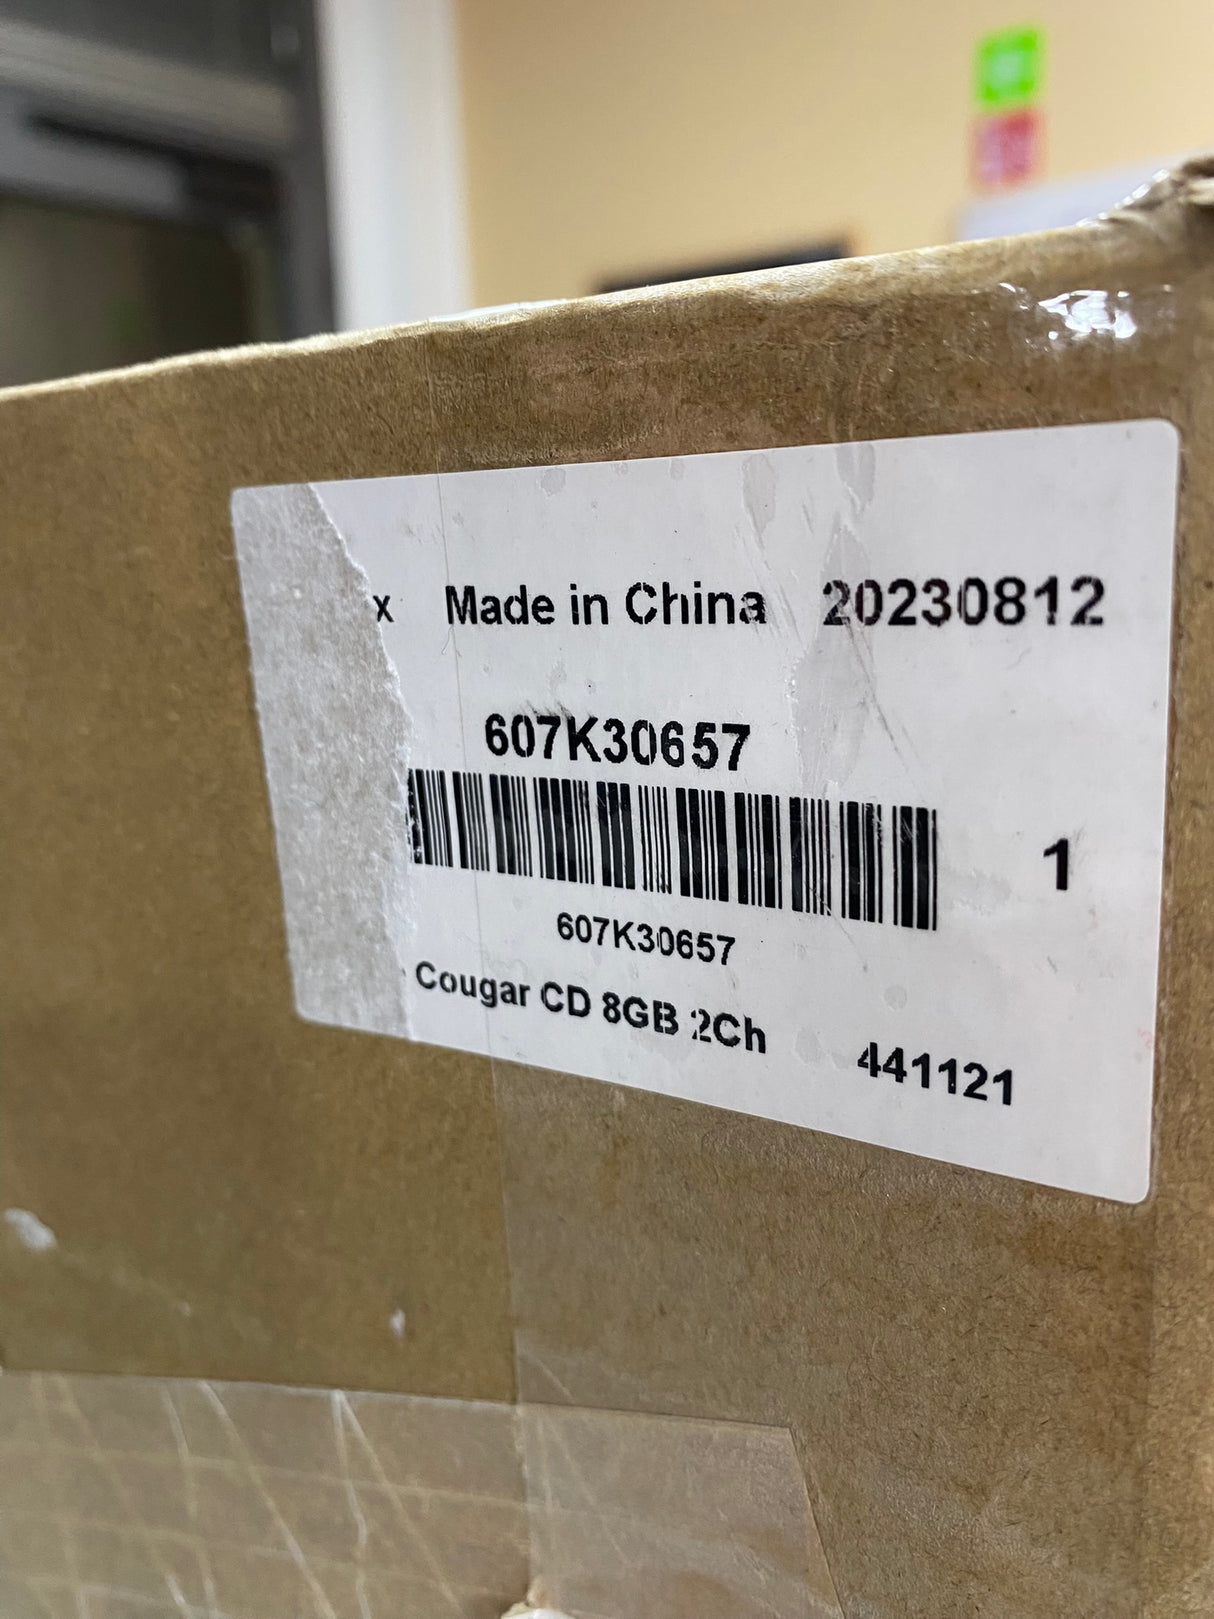 x Made in China 20230812
607K30657
1
607K30657
Cougar CD 8GB 2Ch 441121